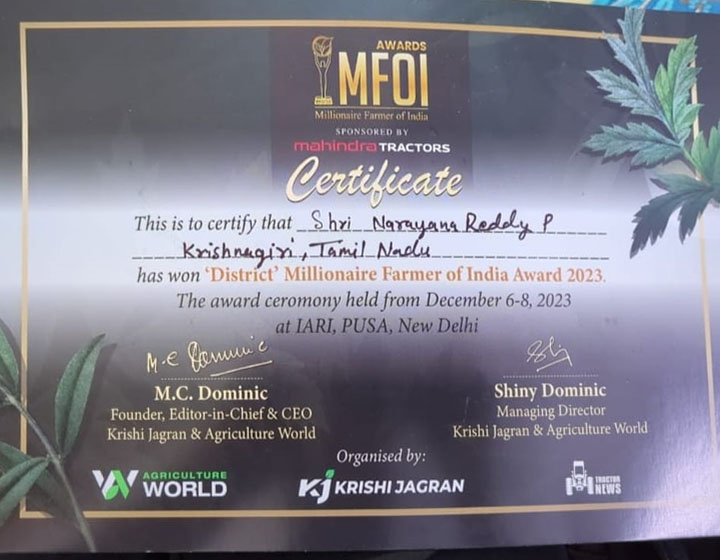 AWARDS
MFOI
Millionaire Farmer of India
SPONSORED BY
mahindra TRACTORS
Certificate
This is to certify that Shri Narayana Reddy P
Krishnagiri, Tamil Nadu
has won ‘District’ Millionaire Farmer of India Award 2023.
The award ceromony held from December 6-8, 2023
at IARI, PUSA, New Delhi
M.C Dominic
M.C. Dominic
Founder, Editor-in-Chief & CEO
Krishi Jagran & Agriculture World
Shiny Dominic
Managing Director
Krishi Jagran & Agriculture World
Organised by:
AGRICULTURE
WORLD
KJ KRISHI JAGRAN
TRACTOR
NEWS